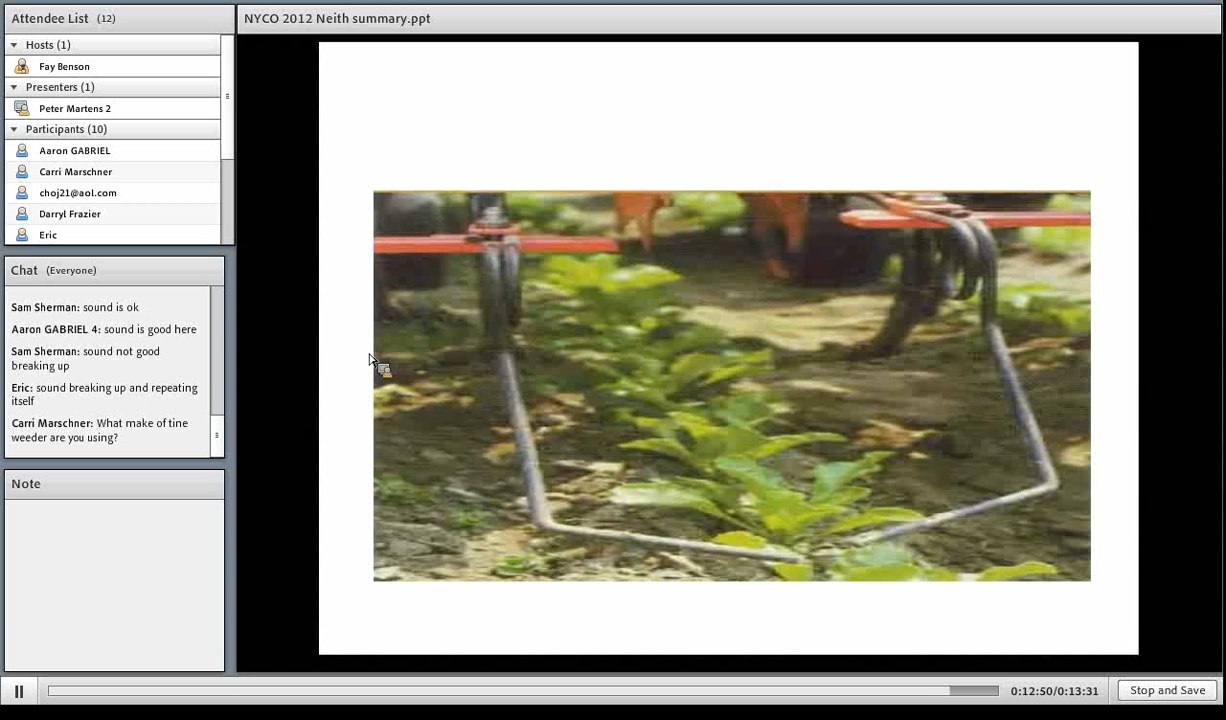 Attendee List (12)
Hosts (1)
Fay Benson
Presenters (1)
Peter Martens 2
Participants (10)
Aaron GABRIEL
Carri Marschner
choj21@aol.com
Darryl Frazier
Eric
Chat (Everyone)
Sam Sherman: sound is ok
Aaron GABRIEL 4: sound is good here
Sam Sherman: sound not good
breaking up
Eric: sound breaking up and repeating
itself
Carri Marschner: What make of tine
weeder are you using?
Note
NYCO 2012 Neith summary.ppt
0:12:50/0:13:31
Stop and Save